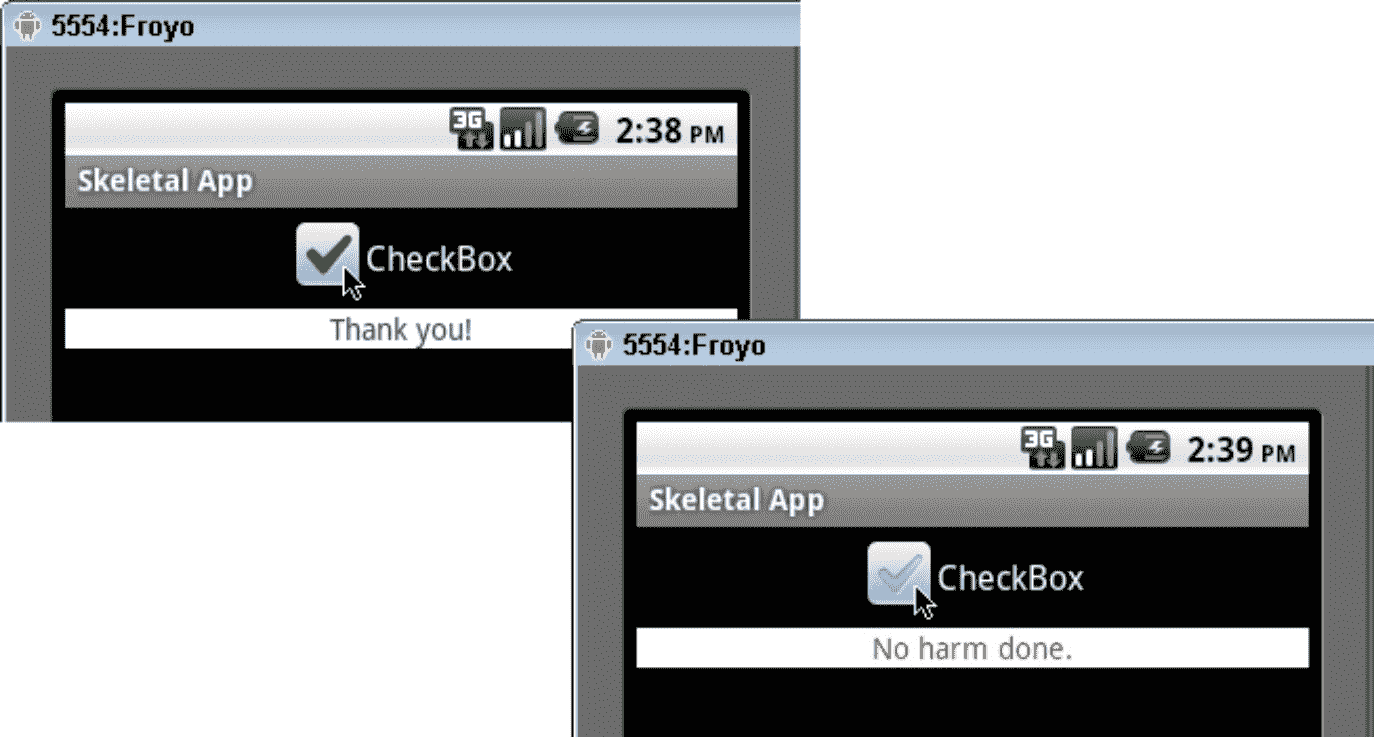 5554:Froyo
3G 2:38 PM
Skeletal App
CheckBox
Thank you!
5554:Froyo
3G 2:39 PM
Skeletal App
CheckBox
No harm done.